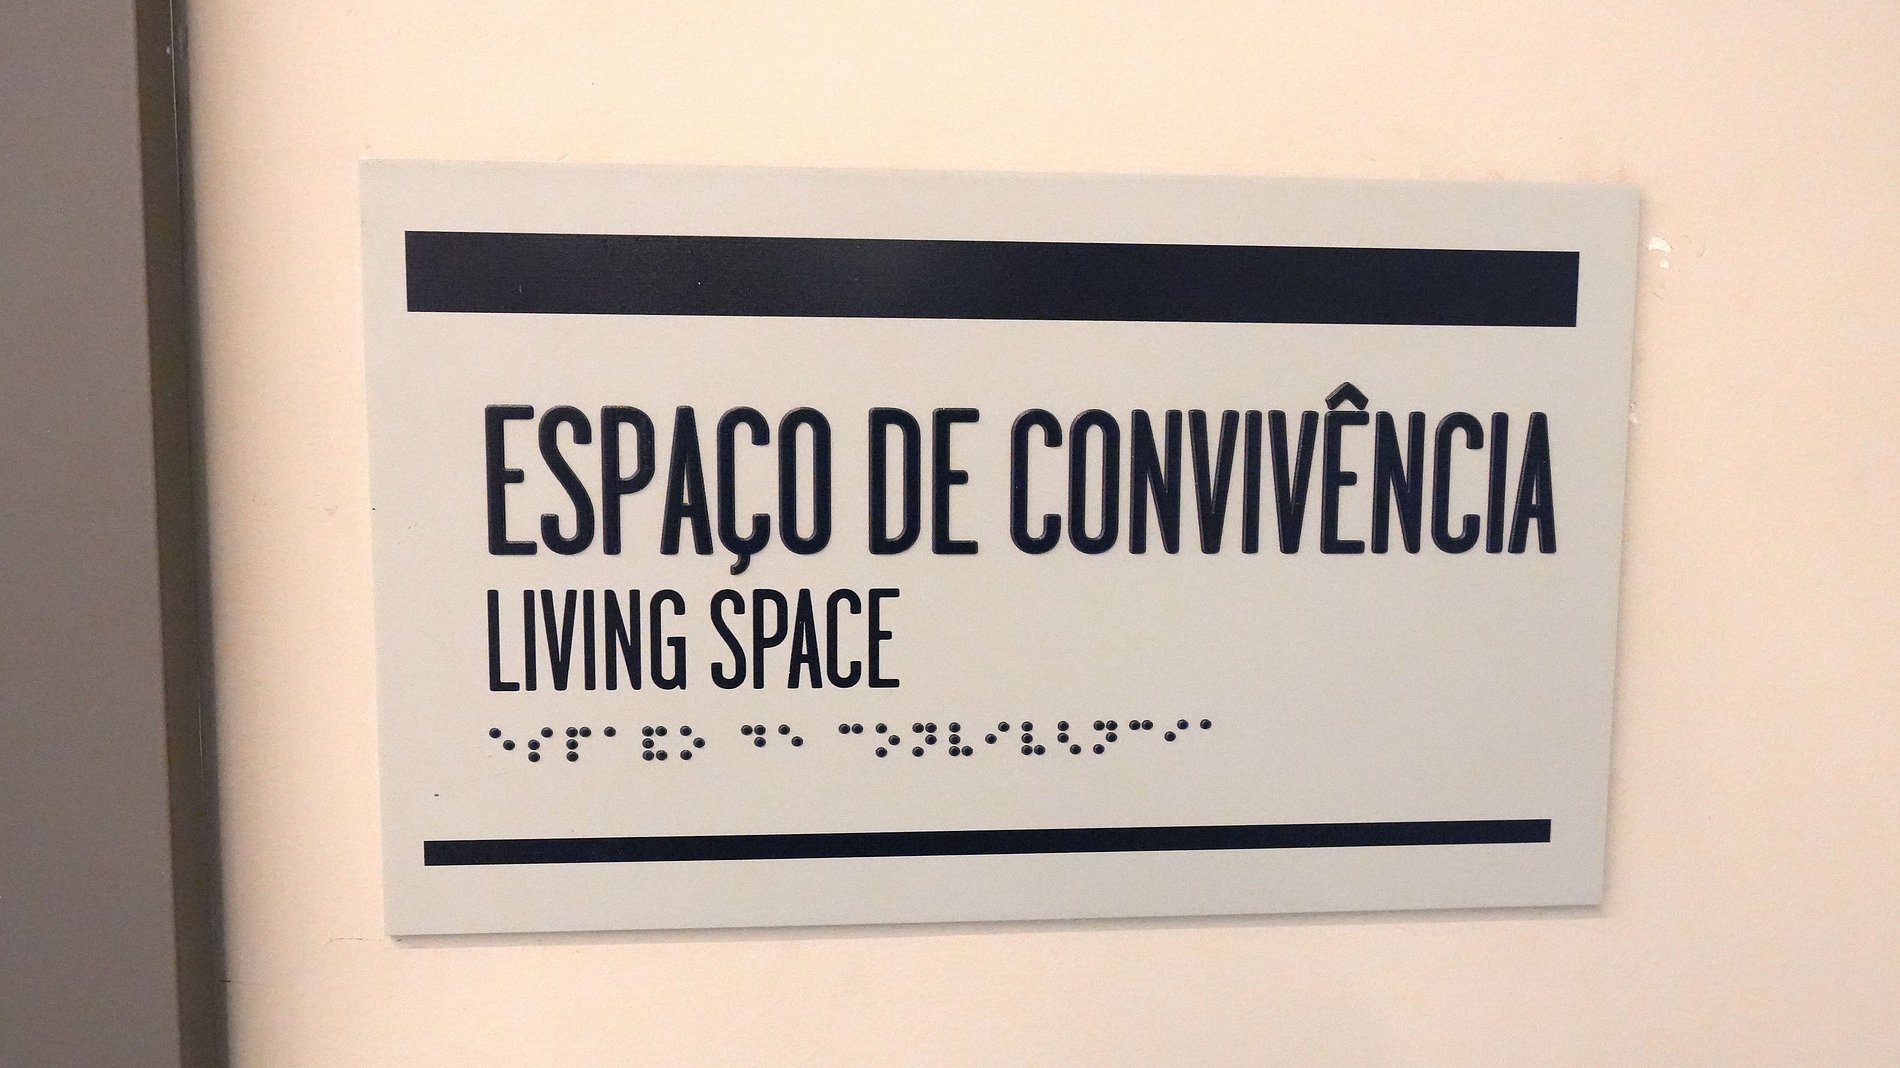 ESPAÇO DE CONVIVÊNCIA
LIVING SPACE
⠑⠎⠏⠁⠯⠕ ⠙⠑ ⠉⠕⠝⠧⠊⠧⠣⠝⠉⠊⠁